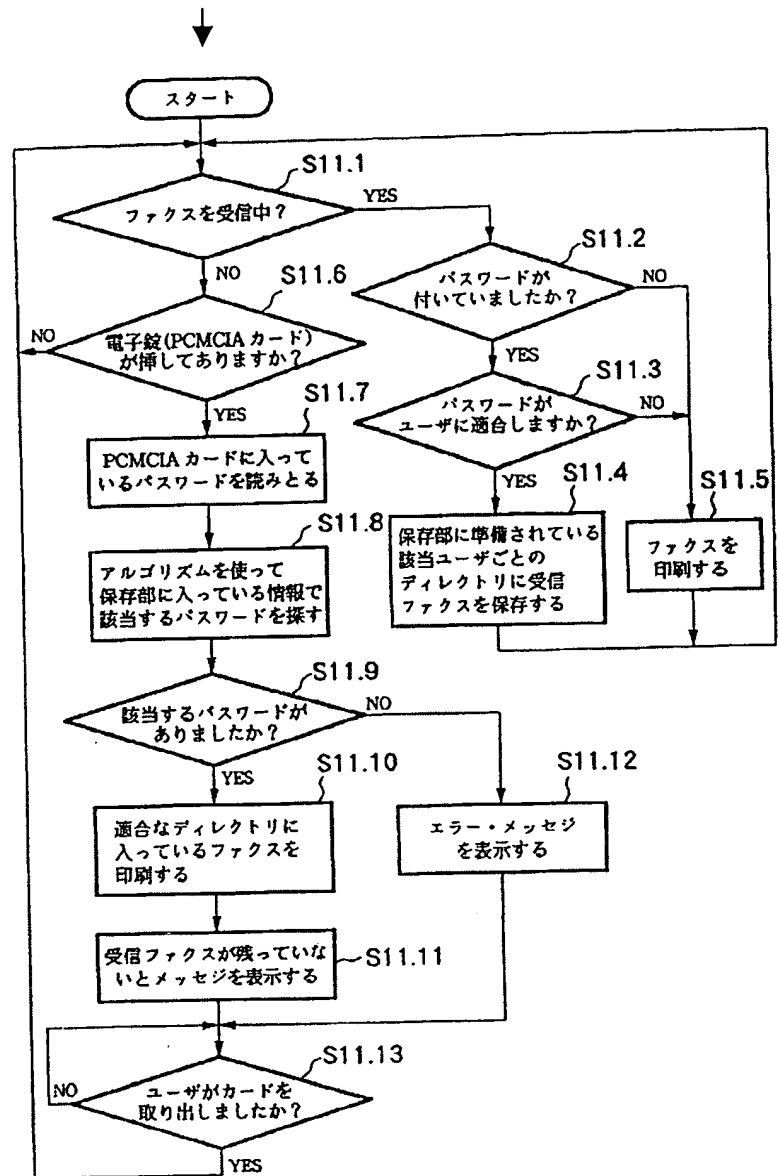 スタート
S11.1
ファクスを受信中？
YES
NO
S11.2
パスワードが
付いていましたか？
NO
YES
S11.6
NO
電子錠(PCMCIA カード)
が挿してありますか？
YES
S11.3
パスワードが
ユーザに適合しますか？
NO
YES
S11.7
PCMCIA カードに入って
いるパスワードを読みとる
S11.4
保存部に準備されている
該当ユーザごとの
ディレクトリに受信
ファクスを保存する
S11.5
ファクスを
印刷する
S11.8
アルゴリズムを使って
保存部に入っている情報で
該当するパスワードを探す
S11.9
該当するパスワードが
ありましたか？
NO
YES
S11.10
適合なディレクトリに
入っているファクスを
印刷する
S11.12
エラー・メッセジ
を表示する
受信ファクスが残っていな
いとメッセジを表示する
S11.11
S11.13
NO
ユーザがカードを
取り出しましたか？
YES